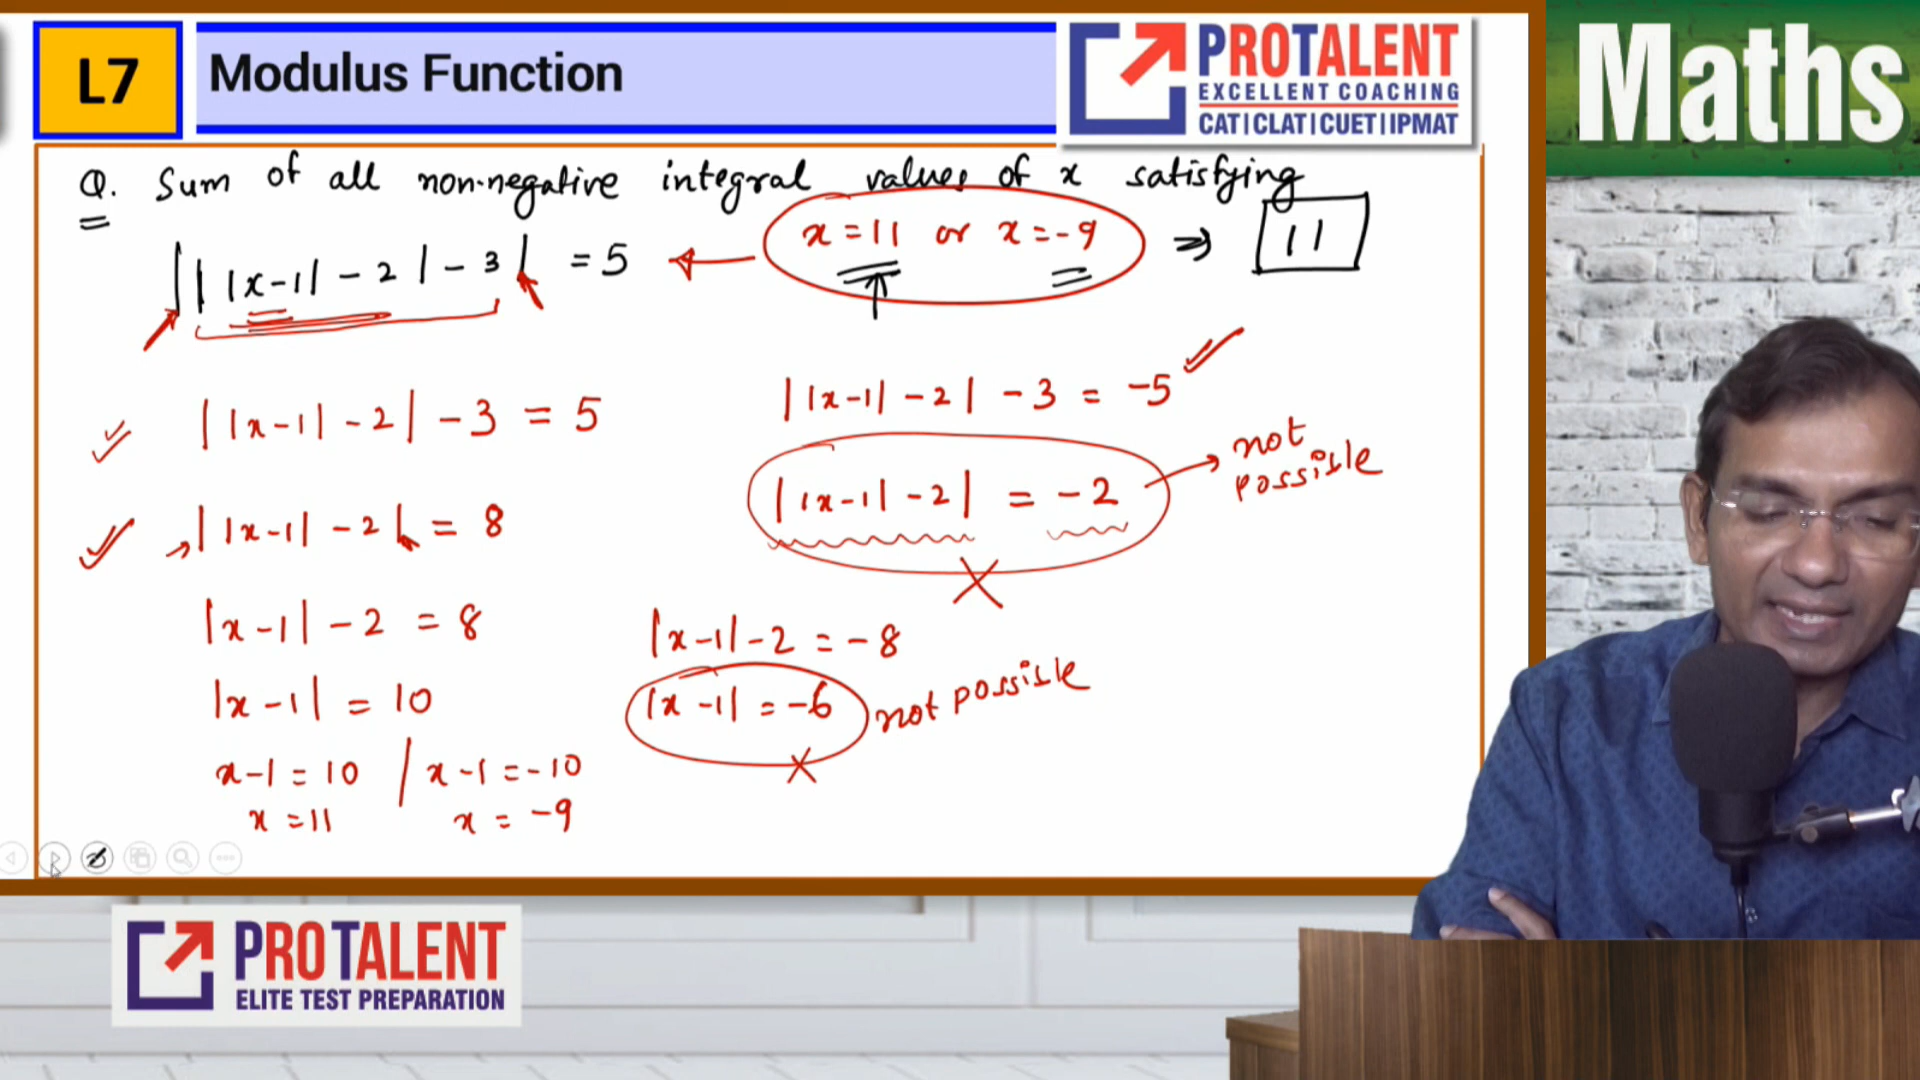 L7
Modulus Function
PROTALENT
EXCELLENT COACHING
CAT|CLAT|CUET|IPMAT
Maths
Q. Sum of all non-negative integral values of x satisfying
|||x-1| - 2| - 3| = 5
x = 11 or x = -9 ⇒ 11
||x-1| - 2| - 3 = 5
||x-1| - 2| - 3 = -5
||x-1| - 2| = 8
||x-1| - 2| = -2
not possible
|x-1| - 2 = 8
|x-1| - 2 = -8
|x-1| = 10
|x-1| = -6 not possible
x-1 = 10 | x-1 = -10
x = 11 x = -9
PROTALENT
ELITE TEST PREPARATION